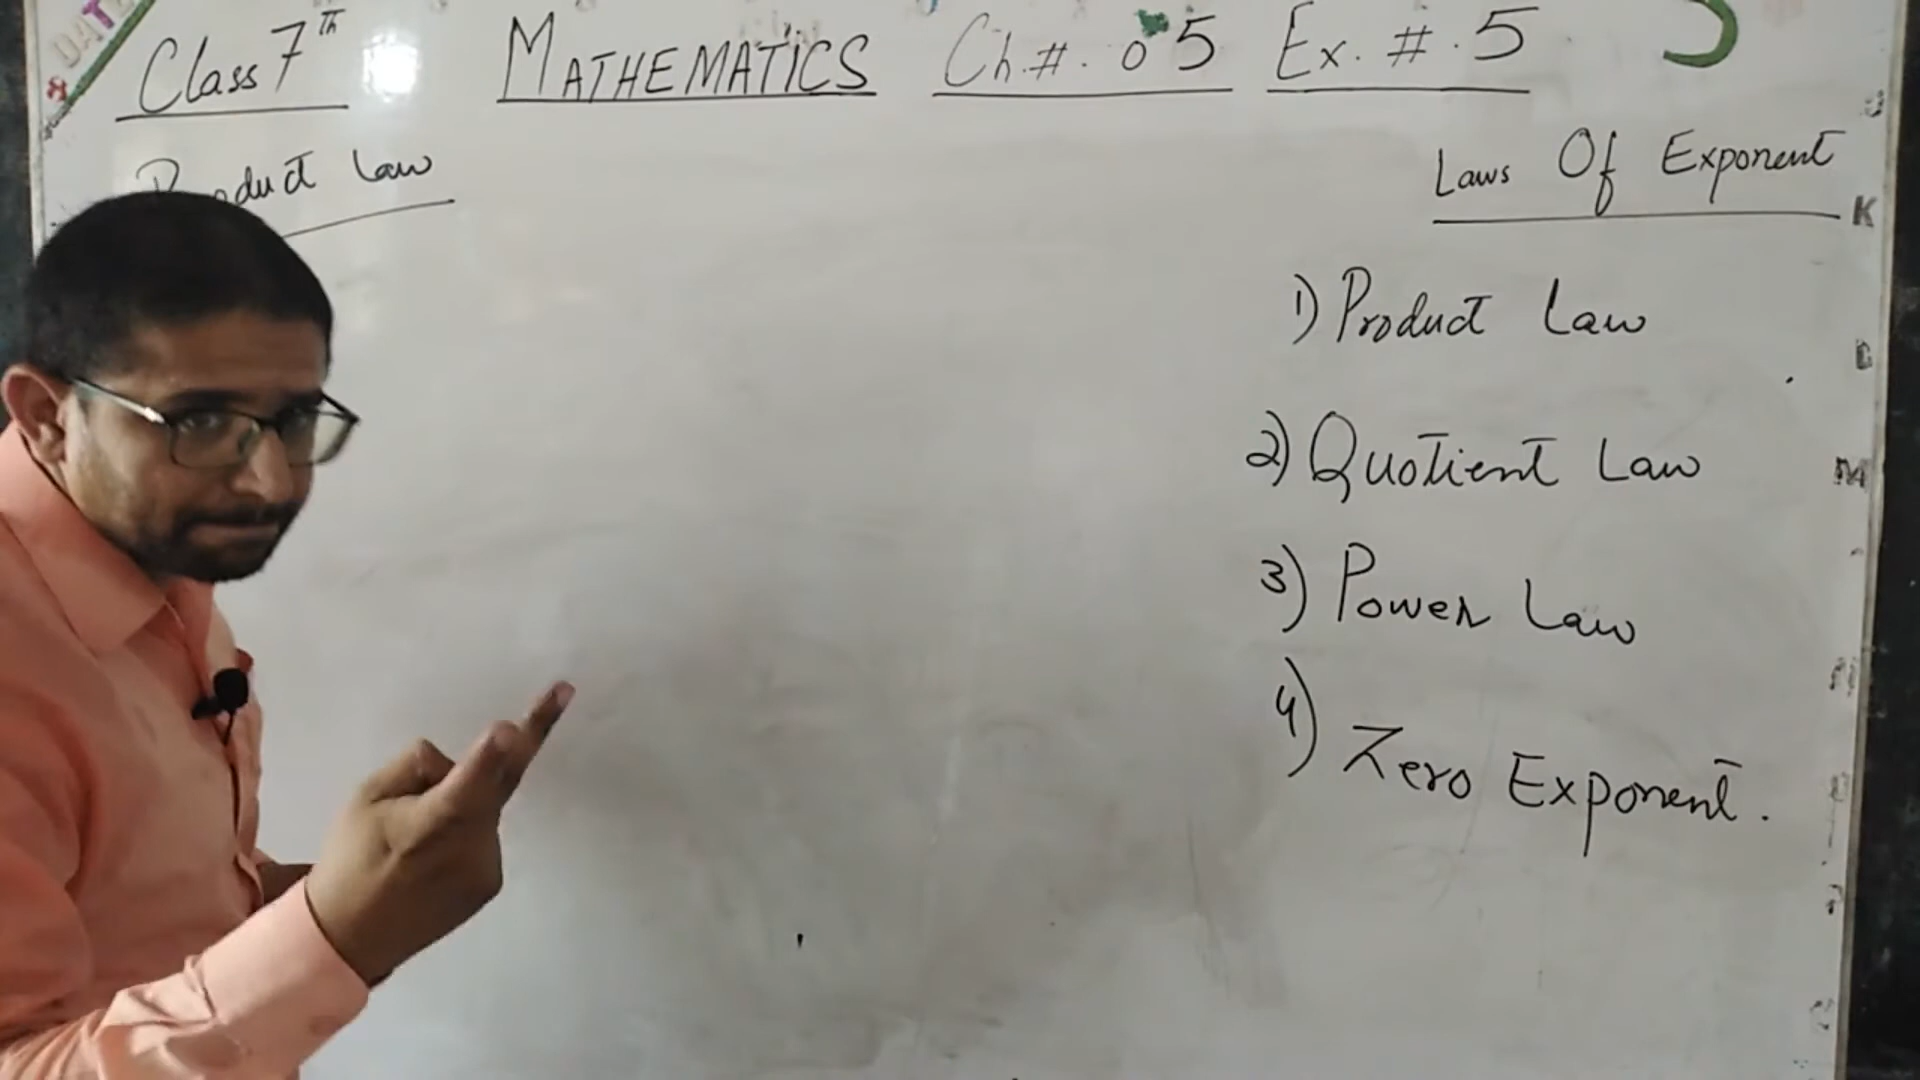 DAT
Class 7th MATHEMATICS Ch.#. 05 Ex. #. 5
Product Law
Laws Of Exponent
1) Product Law
2) Quotient Law
3) Power Law
4) Zero Exponent.